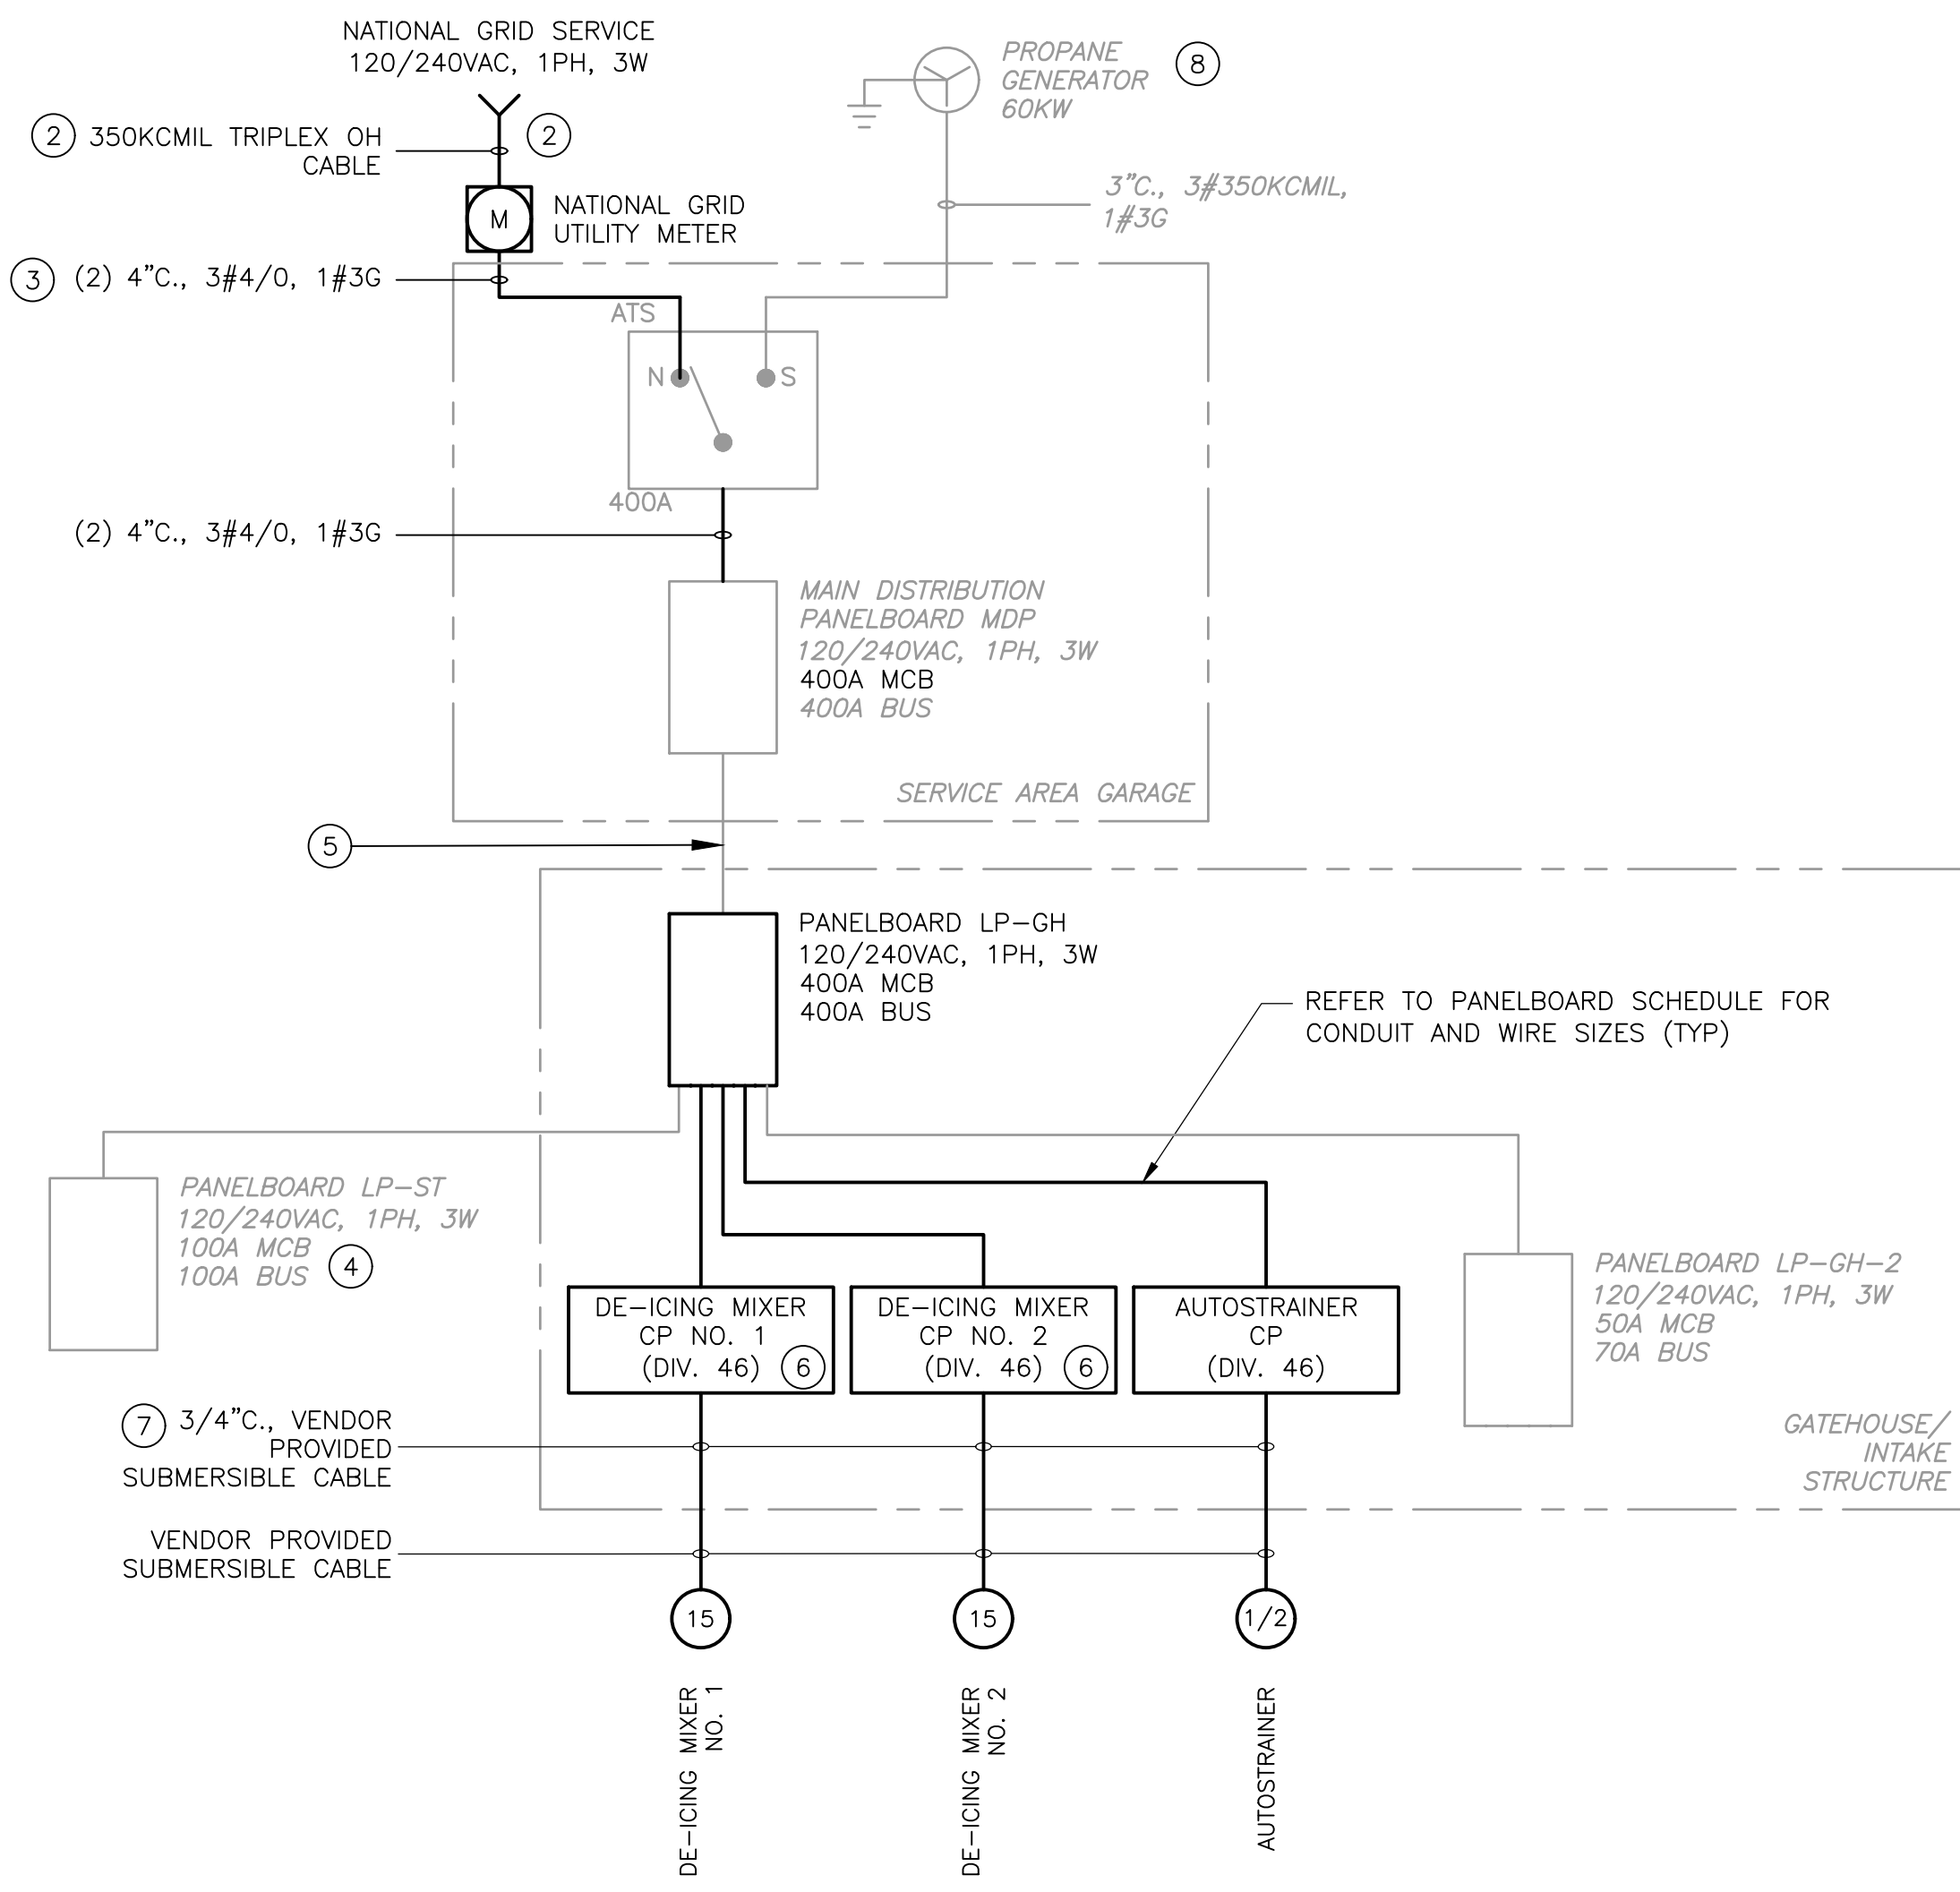 NATIONAL GRID SERVICE
120/240VAC, 1PH, 3W
PROPANE
GENERATOR
60KW
8
2
350KCMIL TRIPLEX OH
CABLE
2
3"C., 3#350KCMIL,
1#3G
M
NATIONAL GRID
UTILITY METER
3
(2) 4"C., 3#4/0, 1#3G
ATS
N
S
400A
(2) 4"C., 3#4/0, 1#3G
MAIN DISTRIBUTION
PANELBOARD MDP
120/240VAC, 1PH, 3W
400A MCB
400A BUS
SERVICE AREA GARAGE
5
PANELBOARD LP-GH
120/240VAC, 1PH, 3W
400A MCB
400A BUS
REFER TO PANELBOARD SCHEDULE FOR
CONDUIT AND WIRE SIZES (TYP)
PANELBOARD LP-ST
120/240VAC, 1PH, 3W
100A MCB
100A BUS
4
DE-ICING MIXER
CP NO. 1
(DIV. 46)
6
DE-ICING MIXER
CP NO. 2
(DIV. 46)
6
AUTOSTRAINER
CP
(DIV. 46)
PANELBOARD LP-GH-2
120/240VAC, 1PH, 3W
50A MCB
70A BUS
GATEHOUSE/
INTAKE
STRUCTURE
7
3/4"C., VENDOR
PROVIDED
SUBMERSIBLE CABLE
VENDOR PROVIDED
SUBMERSIBLE CABLE
15
15
1/2
DE-ICING MIXER
NO. 1
DE-ICING MIXER
NO. 2
AUTOSTRAINER